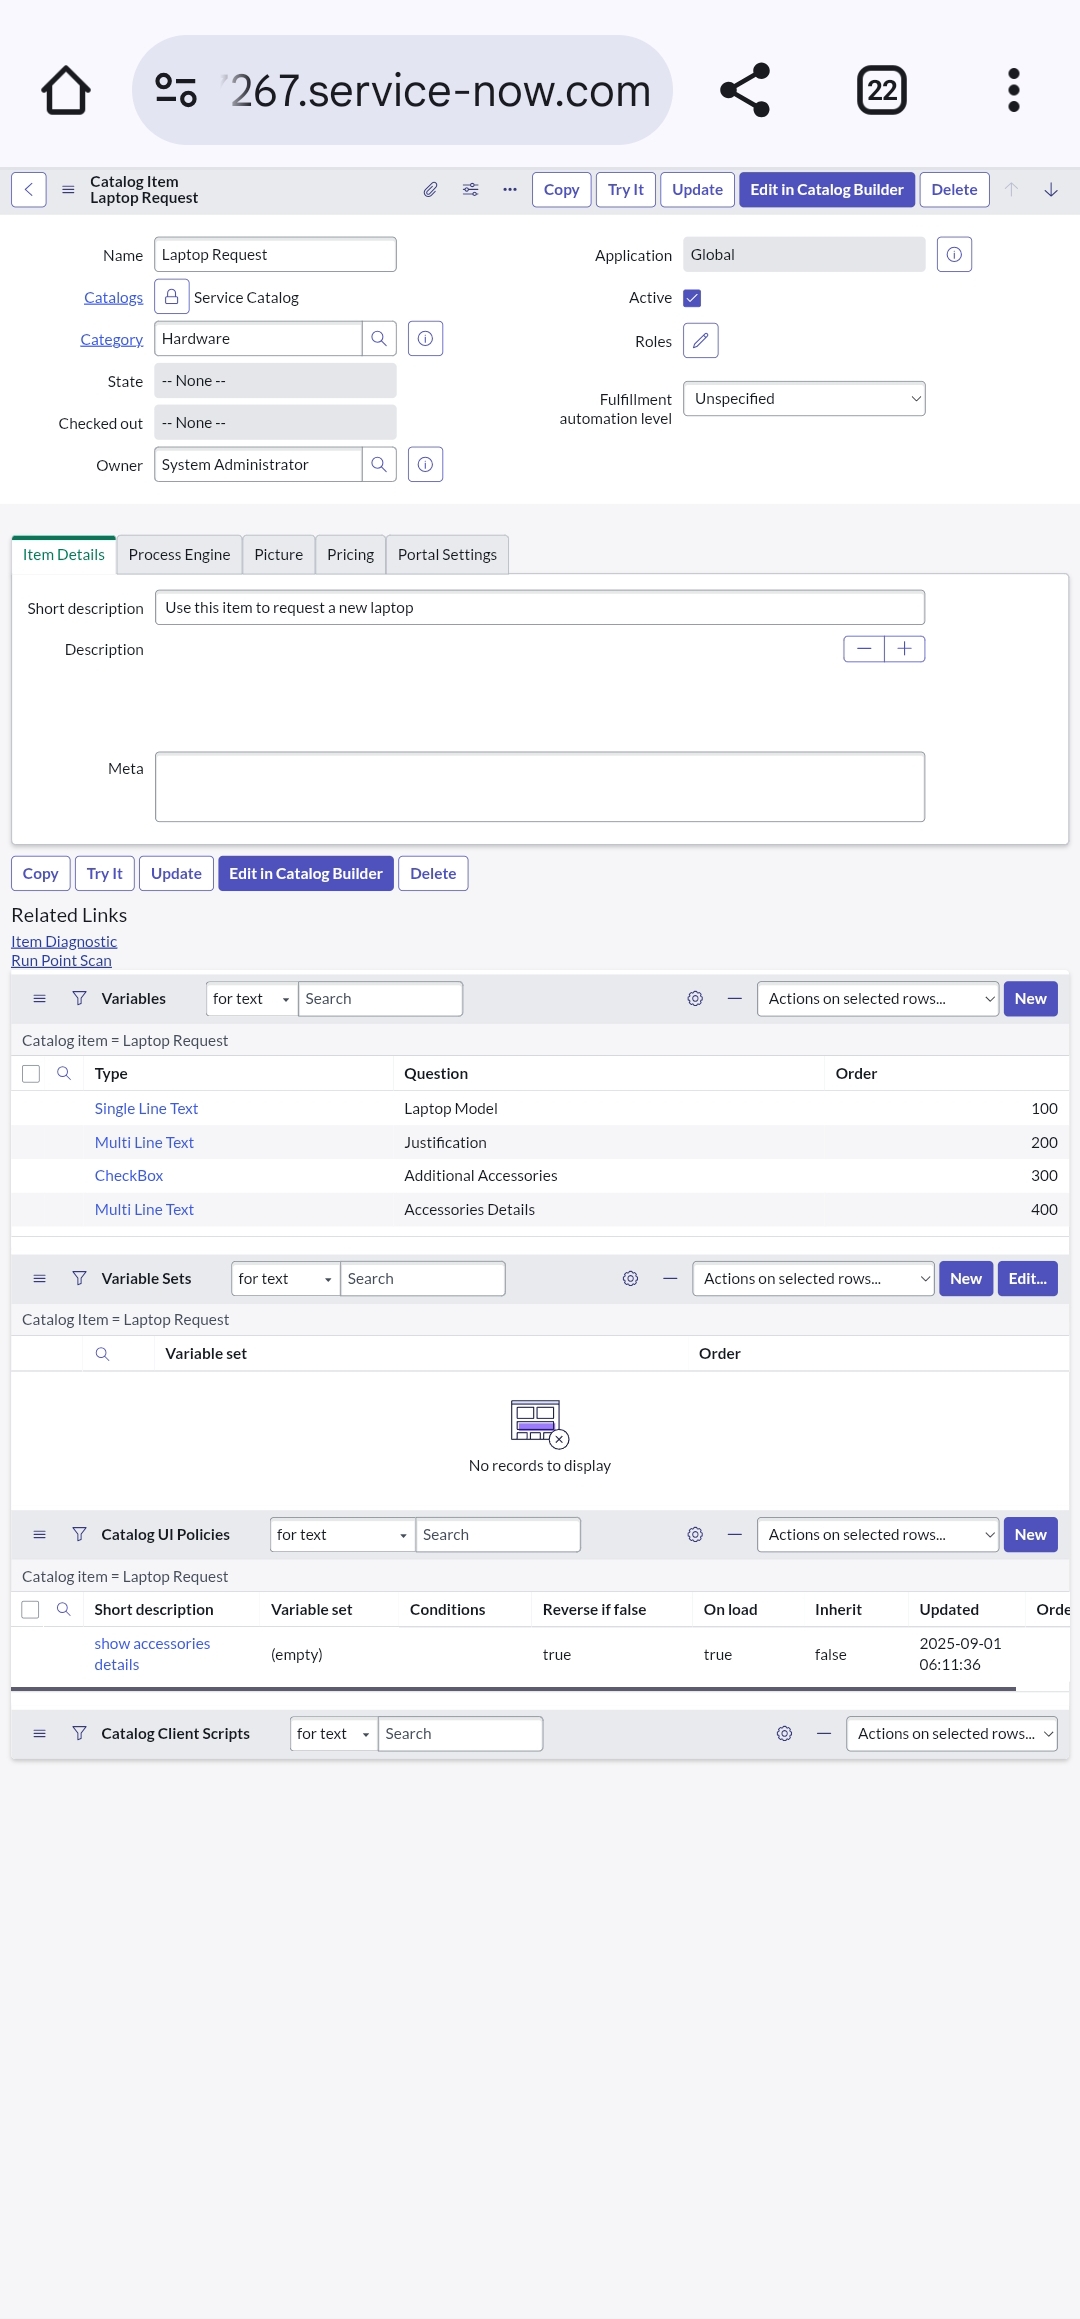 267.service-now.com
22
Catalog Item
Laptop Request
Copy Try It Update Edit in Catalog Builder Delete
Name Laptop Request
Application Global
Catalogs Service Catalog
Active
Category Hardware
Roles
State -- None --
Fulfillment automation level Unspecified
Checked out -- None --
Owner System Administrator
Item Details Process Engine Picture Pricing Portal Settings
Short description Use this item to request a new laptop
Description
Meta
Copy Try It Update Edit in Catalog Builder Delete
Related Links
Item Diagnostic
Run Point Scan
Variables for text Search Actions on selected rows... New
Catalog item = Laptop Request
Type Question Order
Single Line Text Laptop Model 100
Multi Line Text Justification 200
CheckBox Additional Accessories 300
Multi Line Text Accessories Details 400
Variable Sets for text Search Actions on selected rows... New Edit...
Catalog Item = Laptop Request
Variable set Order
No records to display
Catalog UI Policies for text Search Actions on selected rows... New
Catalog item = Laptop Request
Short description Variable set Conditions Reverse if false On load Inherit Updated Orde
show accessories details (empty) true true false 2025-09-01 06:11:36
Catalog Client Scripts for text Search Actions on selected rows...